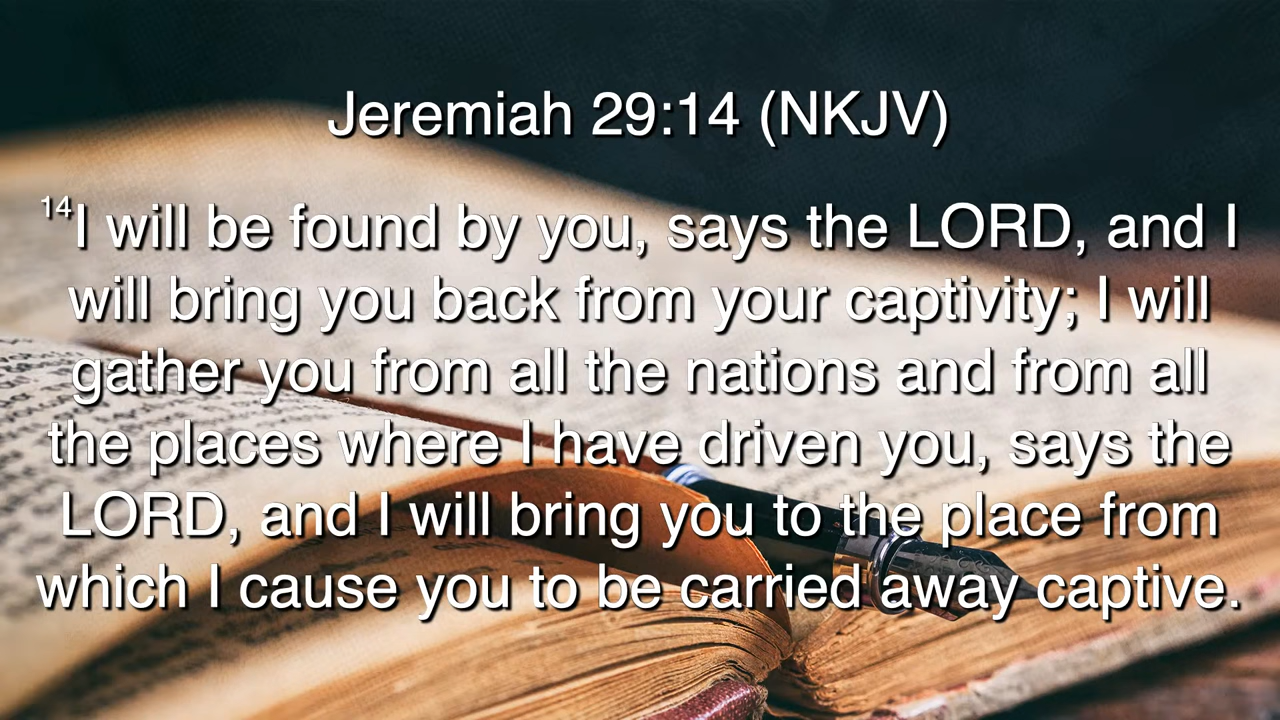 Jeremiah 29:14 (NKJV)
14I will be found by you, says the LORD, and I
will bring you back from your captivity; I will
gather you from all the nations and from all
the places where I have driven you, says the
LORD, and I will bring you to the place from
which I cause you to be carried away captive.